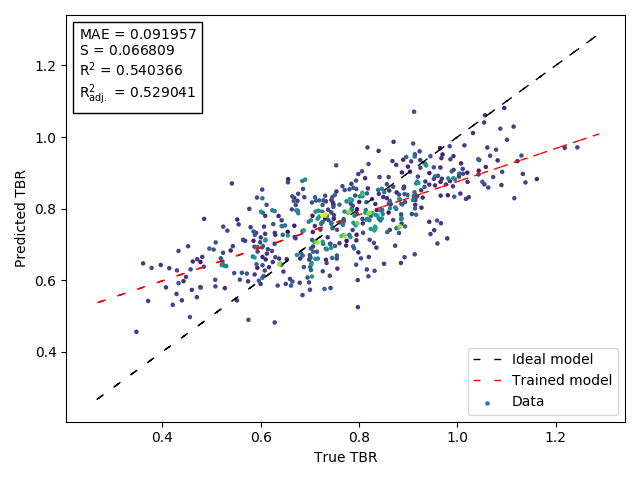 MAE = 0.091957
S = 0.066809
R² = 0.540366
R²adj. = 0.529041
1.2
1.0
0.8
0.6
0.4
Predicted TBR
0.4 0.6 0.8 1.0 1.2
True TBR
Ideal model
Trained model
Data